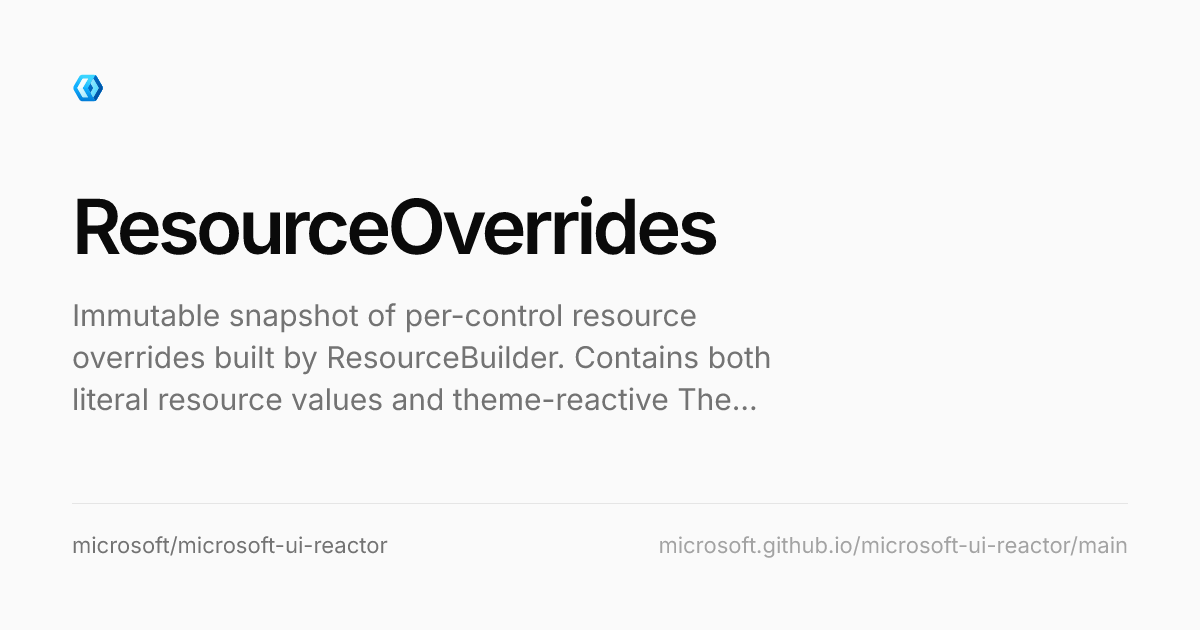 ResourceOverrides
Immutable snapshot of per-control resource
overrides built by ResourceBuilder. Contains both
literal resource values and theme-reactive The...
microsoft/microsoft-ui-reactor
microsoft.github.io/microsoft-ui-reactor/main